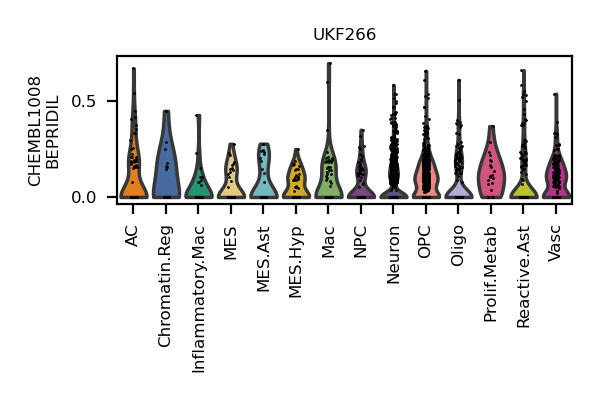 UKF266
CHEMBL1008
BEPRIDIL
0.5
0.0
AC
Chromatin.Reg
Inflammatory.Mac
MES
MES.Ast
MES.Hyp
Mac
NPC
Neuron
OPC
Oligo
Prolif.Metab
Reactive.Ast
Vasc